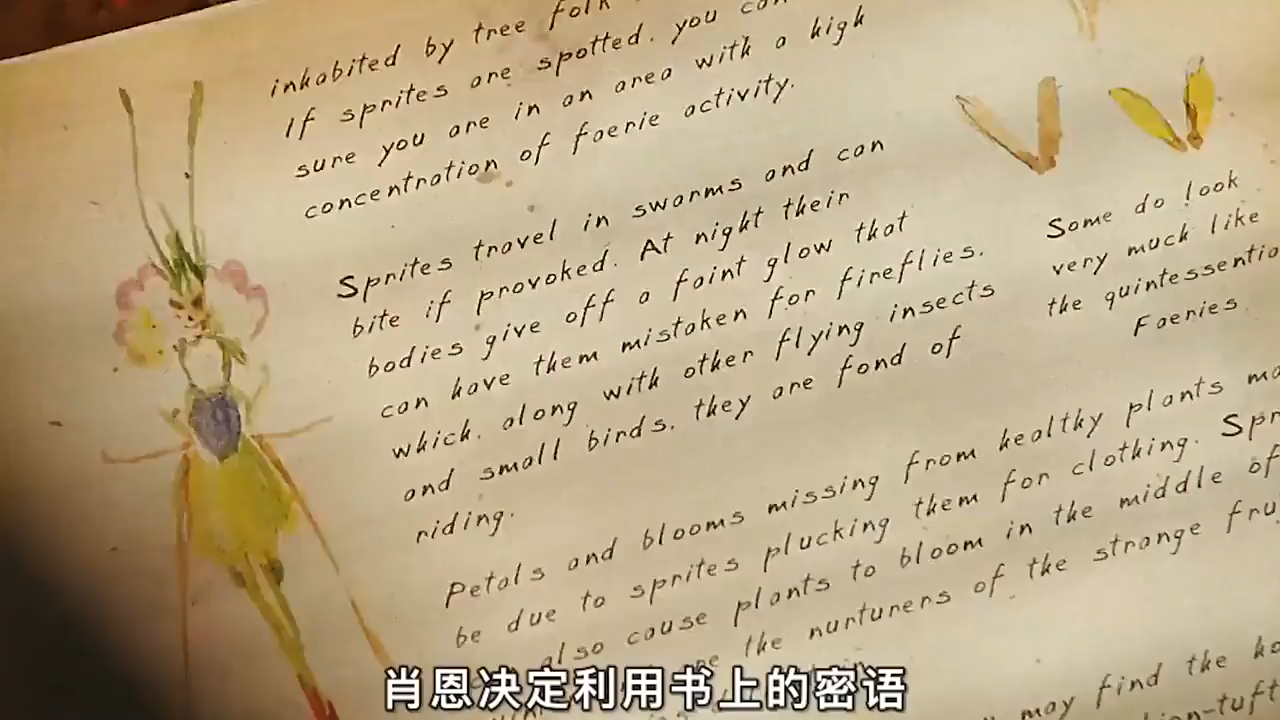 inhabited by tree folk
If sprites are spotted, you can
sure you are in an area with a high
concentration of faerie activity.
Sprites travel in swarms and can
bite if provoked. At night their
bodies give off a faint glow that
can have them mistaken for fireflies.
which, along with other flying insects
and small birds, they are fond of
riding.
Some do look
very much like
the
Faeries.
Petals and blooms missing from healthy plants
be due to sprites plucking them for clothing.
also cause plants to bloom in the middle of
the nurturers of the strange
may find the
肖恩决定利用书上的密语